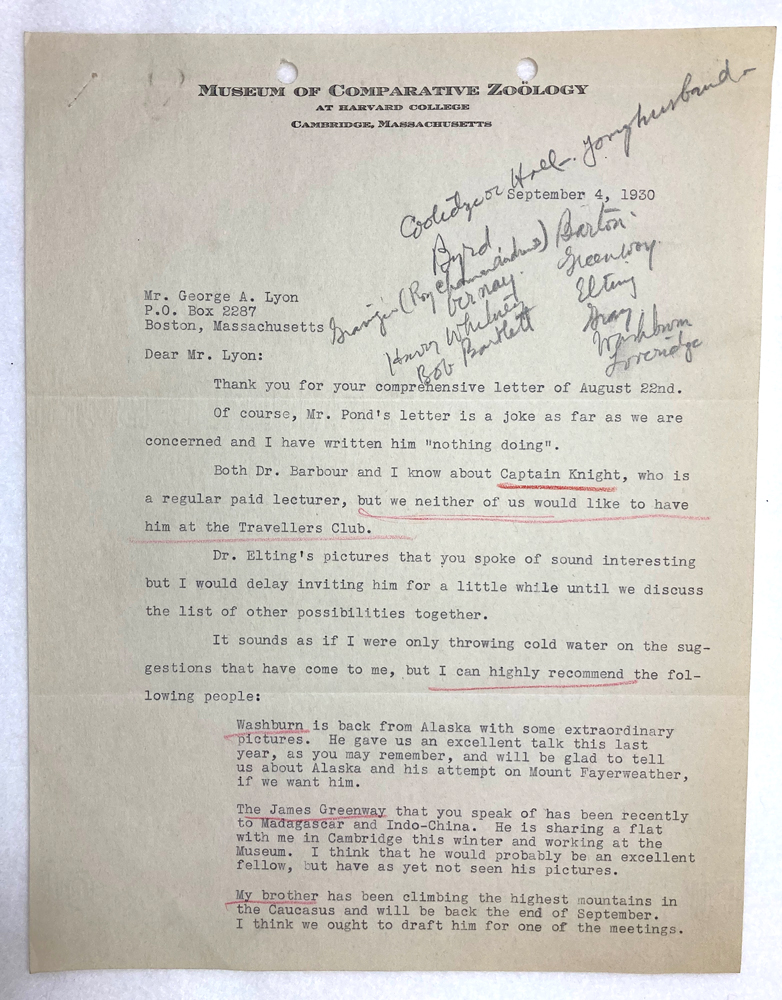 MUSEUM OF COMPARATIVE ZOÖLOGY
AT HARVARD COLLEGE
CAMBRIDGE, MASSACHUSETTS
Coolidge or Hall - Younghusband -
September 4, 1930
Byrd
(Roy Chapman Andrews)
Vernay.
Harry Whitney
Bob Bartlett
Barton
Greenway.
Elting
Gray
Washburn
Loveridge
Mr. George A. Lyon
P.O. Box 2287
Boston, Massachusetts
Dear Mr. Lyon:
Thank you for your comprehensive letter of August 22nd.
Of course, Mr. Pond's letter is a joke as far as we are
concerned and I have written him "nothing doing".
Both Dr. Barbour and I know about Captain Knight, who is
a regular paid lecturer, but we neither of us would like to have
him at the Travellers Club.
Dr. Elting's pictures that you spoke of sound interesting
but I would delay inviting him for a little while until we discuss
the list of other possibilities together.
It sounds as if I were only throwing cold water on the sug-
gestions that have come to me, but I can highly recommend the fol-
lowing people:
Washburn is back from Alaska with some extraordinary
pictures. He gave us an excellent talk this last
year, as you may remember, and will be glad to tell
us about Alaska and his attempt on Mount Fayerweather,
if we want him.
The James Greenway that you speak of has been recently
to Madagascar and Indo-China. He is sharing a flat
with me in Cambridge this winter and working at the
Museum. I think that he would probably be an excellent
fellow, but have as yet not seen his pictures.
My brother has been climbing the highest mountains in
the Caucasus and will be back the end of September.
I think we ought to draft him for one of the meetings.